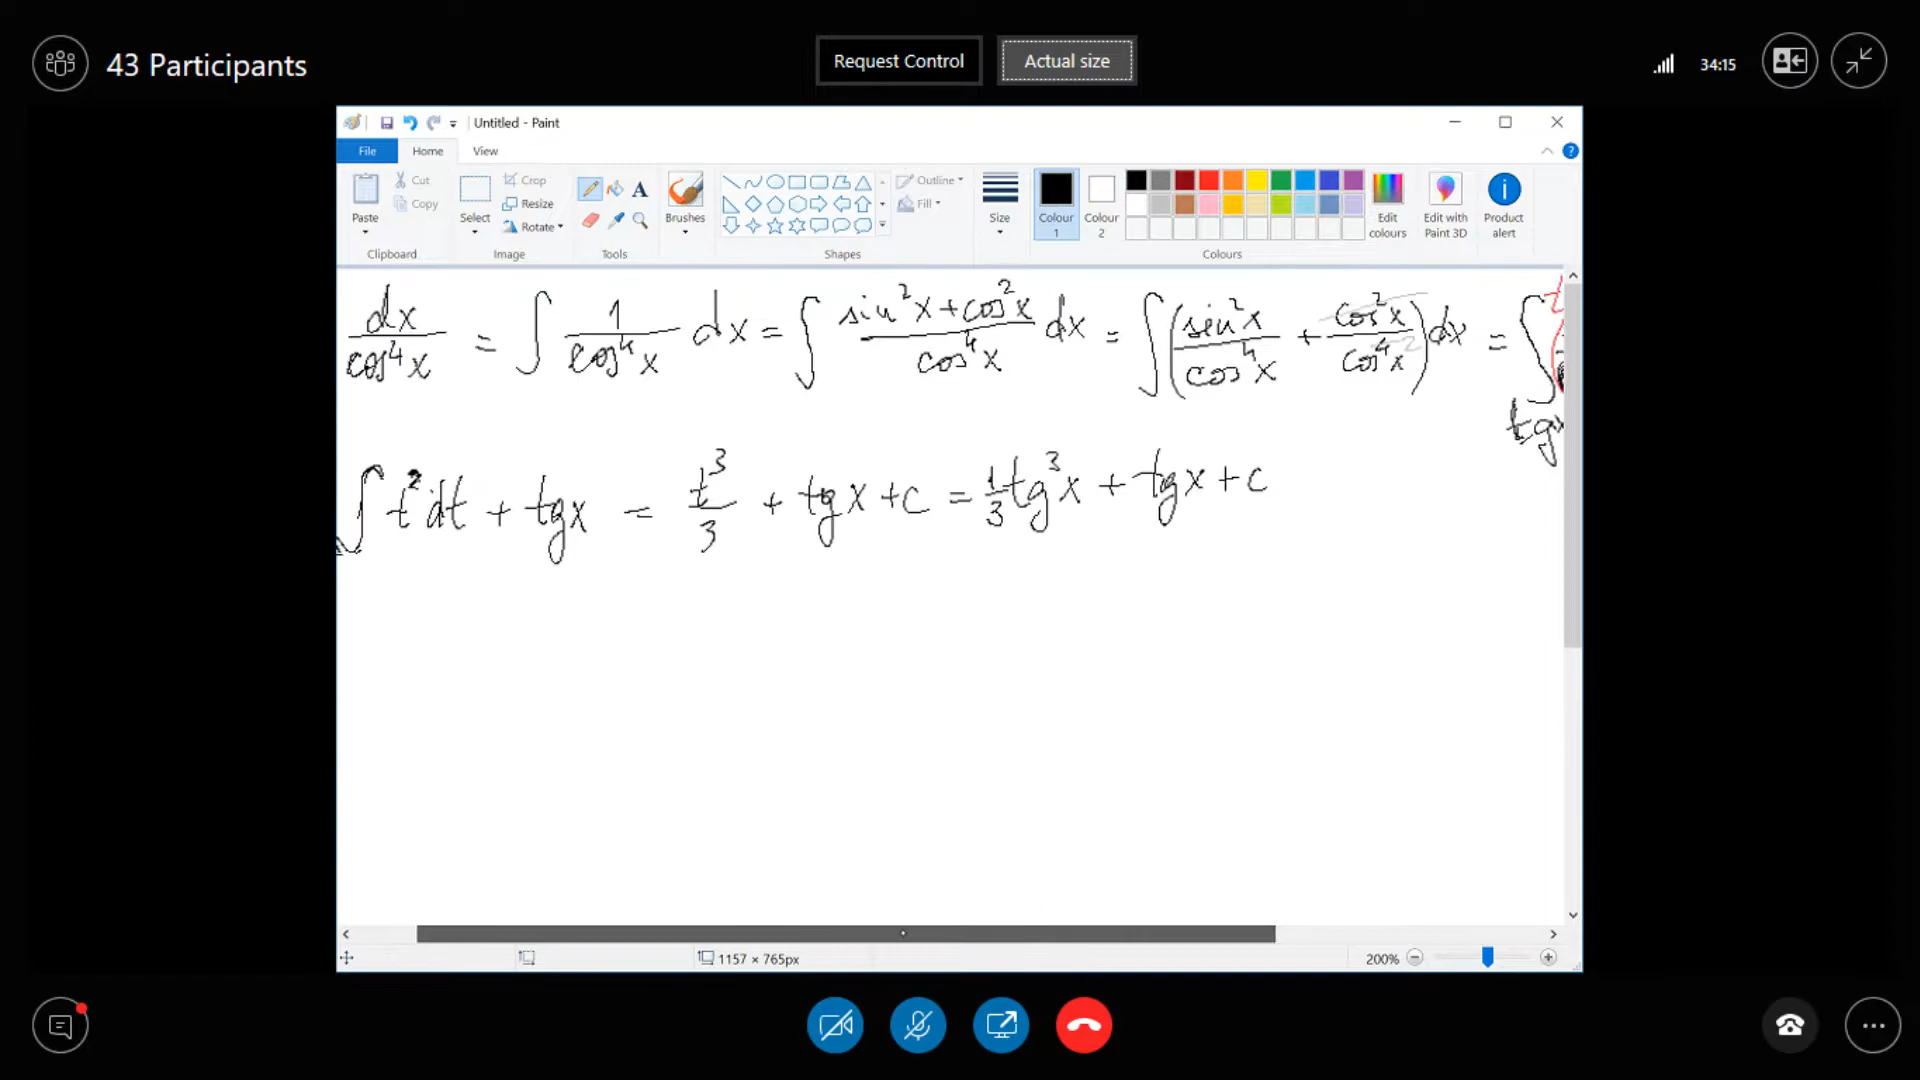 43 Participants
Request Control
Actual size
34:15
Untitled - Paint
File Home View
Paste
Cut
Copy
Clipboard
Select
Crop
Resize
Rotate
Image
Tools
Brushes
Outline
Fill
Shapes
Size
Colour 1
Colour 2
Edit colours
Edit with Paint 3D
Product alert
Colours
dx/cos⁴x = ∫ 1/cos⁴x dx = ∫ (sin²x + cos²x)/cos⁴x dx = ∫ (sin²x/cos⁴x + cos²x/cos⁴x) dx = ∫
tgx
∫ t² dt + tgx = t³/3 + tgx + c = 1/3 tg³x + tgx + c
1157 × 765px
200%